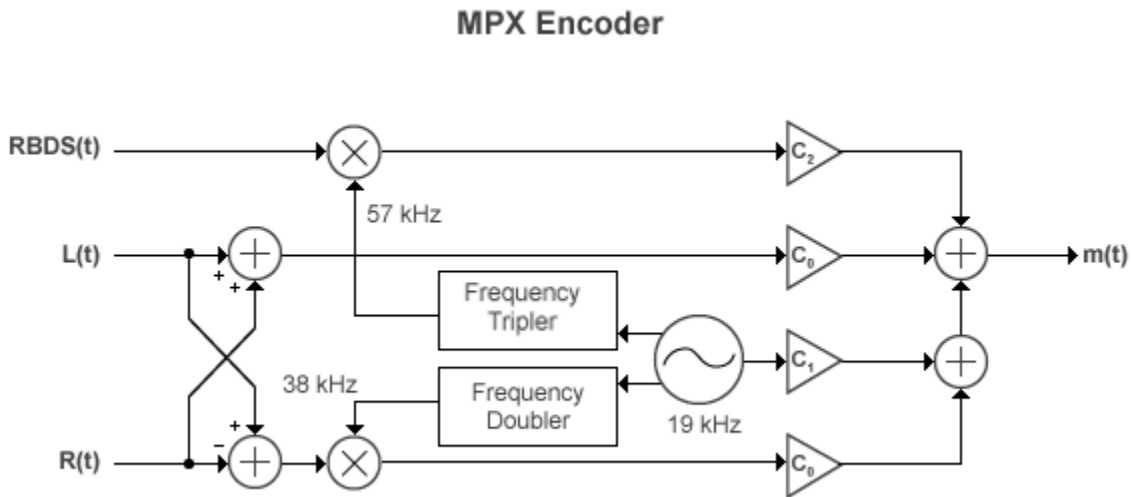 MPX Encoder
RBDS(t)
C2
57 kHz
L(t)
+
+
C0
m(t)
Frequency
Tripler
C1
38 kHz
Frequency
Doubler
19 kHz
+
−
R(t)
C0